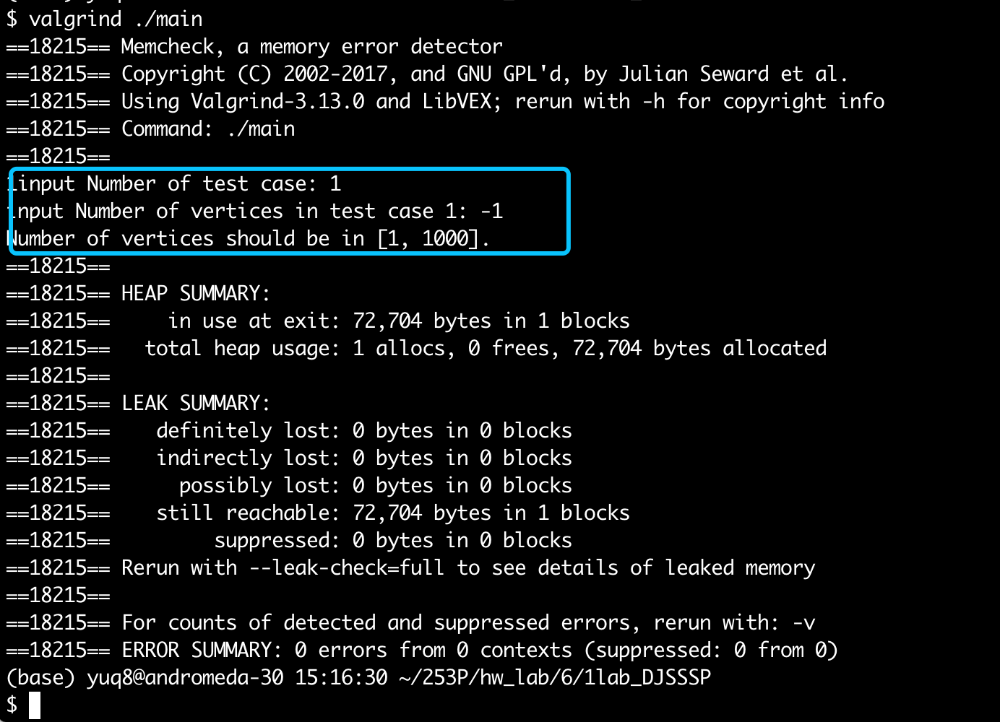 $ valgrind ./main
==18215== Memcheck, a memory error detector
==18215== Copyright (C) 2002-2017, and GNU GPL'd, by Julian Seward et al.
==18215== Using Valgrind-3.13.0 and LibVEX; rerun with -h for copyright info
==18215== Command: ./main
==18215==
iinput Number of test case: 1
input Number of vertices in test case 1: -1
Number of vertices should be in [1, 1000].
==18215==
==18215== HEAP SUMMARY:
==18215==     in use at exit: 72,704 bytes in 1 blocks
==18215==   total heap usage: 1 allocs, 0 frees, 72,704 bytes allocated
==18215==
==18215== LEAK SUMMARY:
==18215==    definitely lost: 0 bytes in 0 blocks
==18215==    indirectly lost: 0 bytes in 0 blocks
==18215==      possibly lost: 0 bytes in 0 blocks
==18215==    still reachable: 72,704 bytes in 1 blocks
==18215==         suppressed: 0 bytes in 0 blocks
==18215== Rerun with --leak-check=full to see details of leaked memory
==18215==
==18215== For counts of detected and suppressed errors, rerun with: -v
==18215== ERROR SUMMARY: 0 errors from 0 contexts (suppressed: 0 from 0)
(base) yuq8@andromeda-30 15:16:30 ~/253P/hw_lab/6/1lab_DJSSSP
$